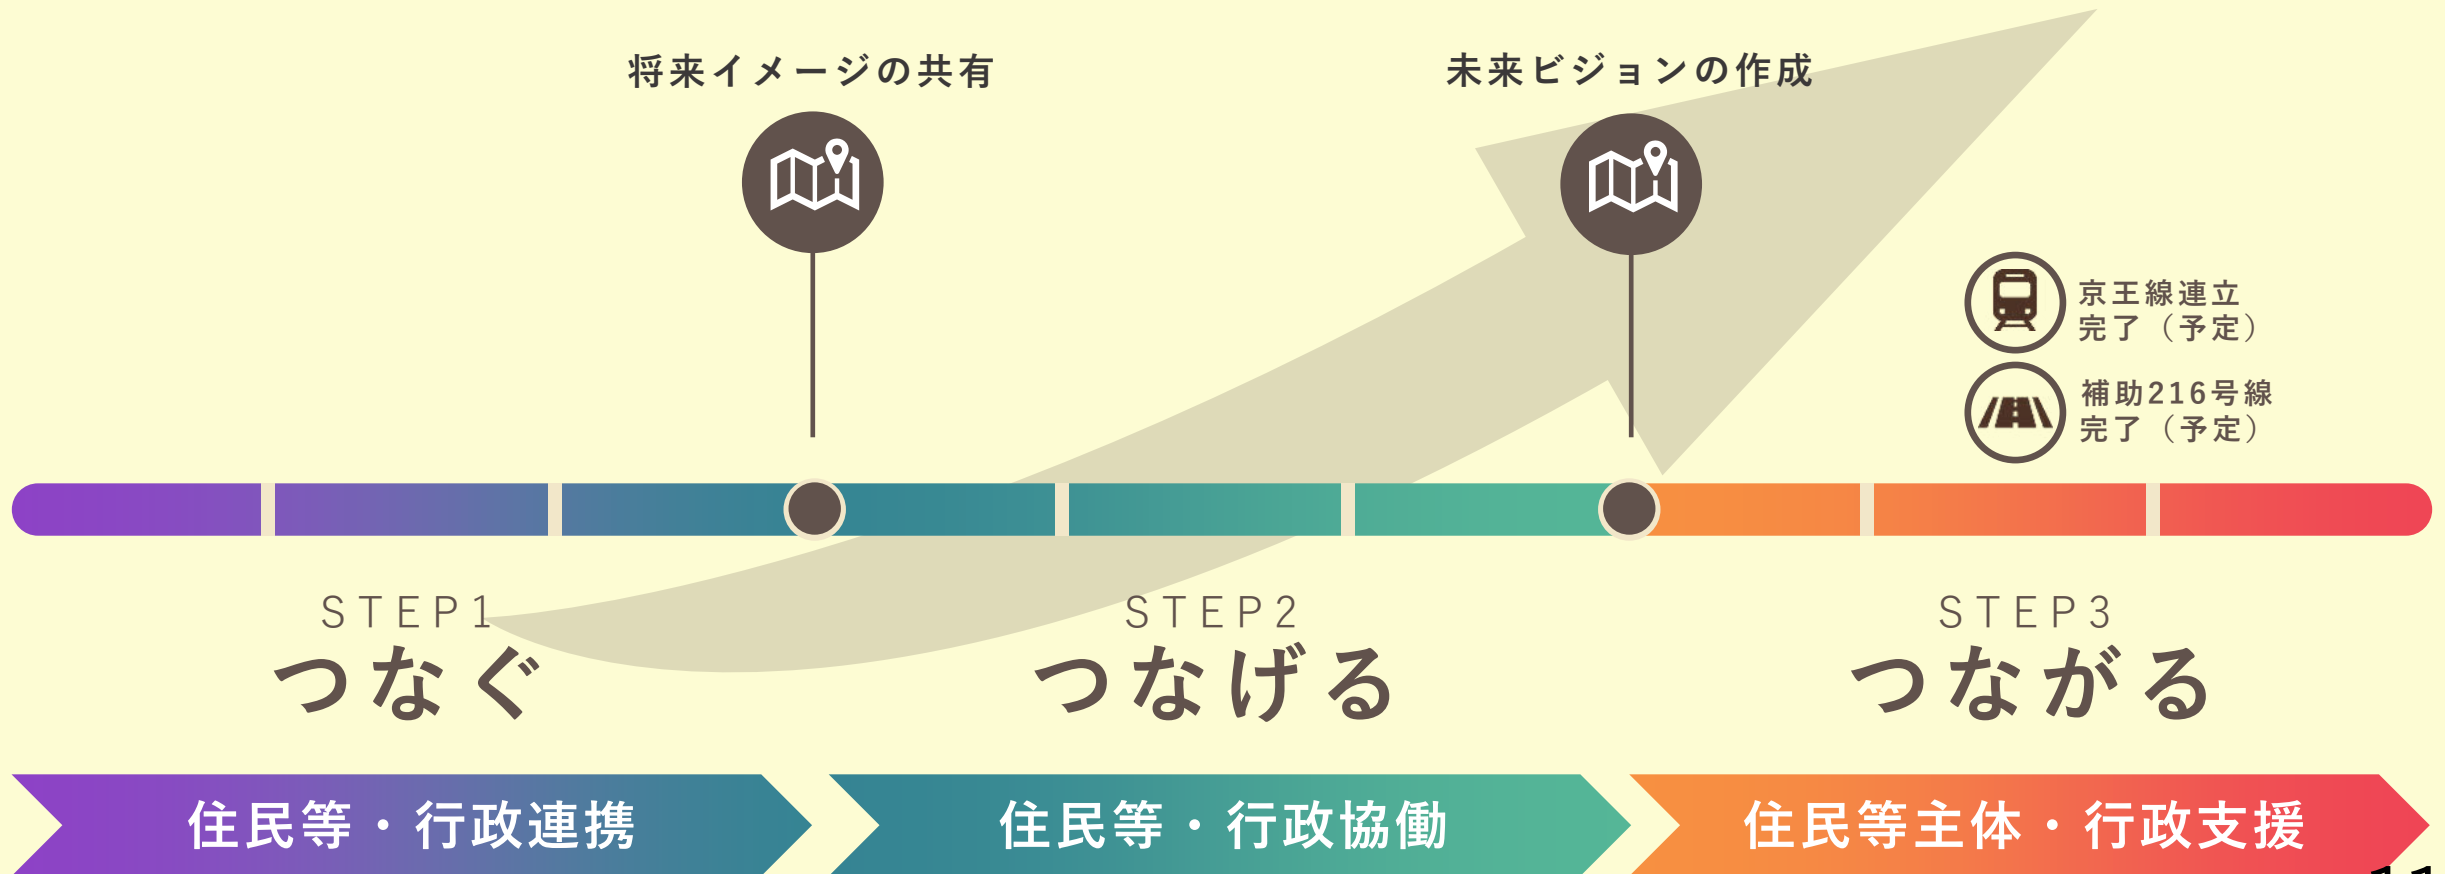 将来イメージの共有
未来ビジョンの作成
京王線連立
完了（予定）
補助216号線
完了（予定）
STEP1
つなぐ
STEP2
つなげる
STEP3
つながる
住民等・行政連携
住民等・行政協働
住民等主体・行政支援